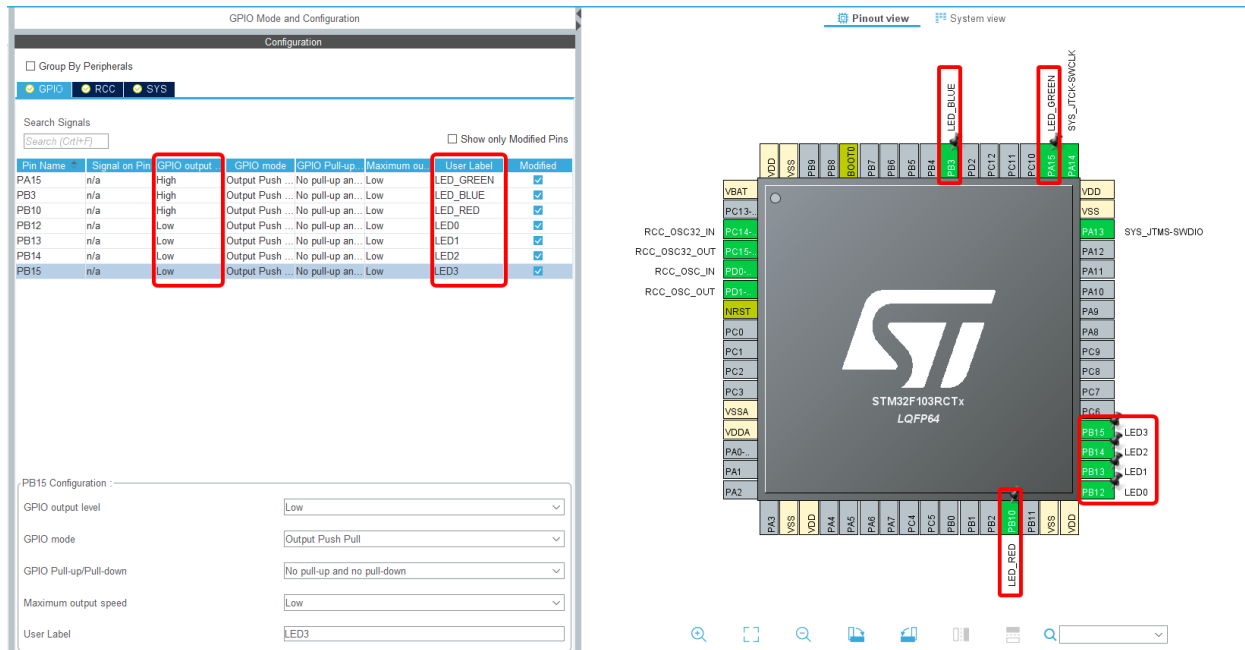 GPIO Mode and Configuration
Configuration
Group By Peripherals
GPIO RCC SYS
Search Signals
Search (Ctrl+F)
Show only Modified Pins
Pin Name Signal on Pin GPIO output ... GPIO mode GPIO Pull-up... Maximum ou... User Label Modified
PA15 n/a High Output Push ... No pull-up an... Low LED_GREEN
PB3 n/a High Output Push ... No pull-up an... Low LED_BLUE
PB10 n/a High Output Push ... No pull-up an... Low LED_RED
PB12 n/a Low Output Push ... No pull-up an... Low LED0
PB13 n/a Low Output Push ... No pull-up an... Low LED1
PB14 n/a Low Output Push ... No pull-up an... Low LED2
PB15 n/a Low Output Push ... No pull-up an... Low LED3
PB15 Configuration :
GPIO output level Low
GPIO mode Output Push Pull
GPIO Pull-up/Pull-down No pull-up and no pull-down
Maximum output speed Low
User Label LED3
Pinout view System view
LED_BLUE LED_GREEN SYS_JTCK-SWCLK
VDD VSS PB9 PB8 BOOT0 PB7 PB6 PB5 PB4 PB3 PD2 PC12 PC11 PC10 PA15 PA14
VBAT VDD
PC13-.. VSS
RCC_OSC32_IN PC14-.. PA13 SYS_JTMS-SWDIO
RCC_OSC32_OUT PC15-.. PA12
RCC_OSC_IN PD0-.. PA11
RCC_OSC_OUT PD1-.. PA10
NRST PA9
PC0 PA8
PC1 PC9
PC2 PC8
PC3 PC7
VSSA PC6
VDDA PB15 LED3
PA0-.. PB14 LED2
PA1 PB13 LED1
PA2 PB12 LED0
ST
STM32F103RCTx
LQFP64
PA3 VSS VDD PA4 PA5 PA6 PA7 PC4 PC5 PB0 PB1 PB2 PB10 PB11 VSS VDD
LED_RED